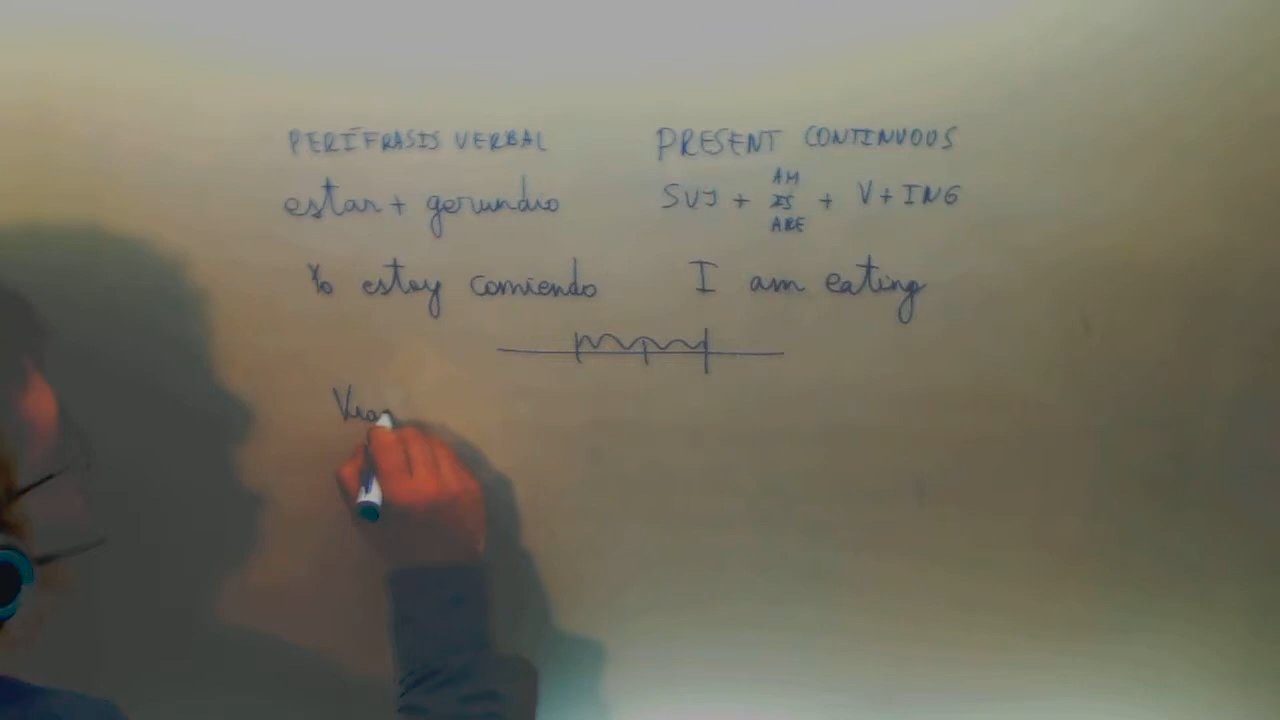 PERÍFRASIS VERBAL PRESENT CONTINUOUS
estar + gerundio SUJ + AM IS ARE + V + ING
Yo estoy comiendo I am eating